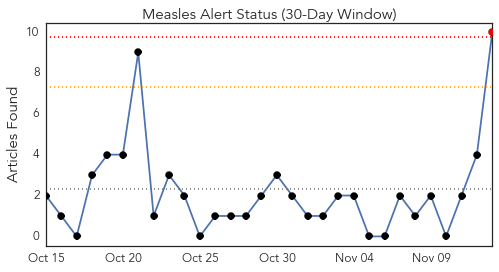 Measles Alert Status (30-Day Window)
Articles Found
10
8
6
4
2
0
Oct 15
Oct 20
Oct 25
Oct 30
Nov 04
Nov 09